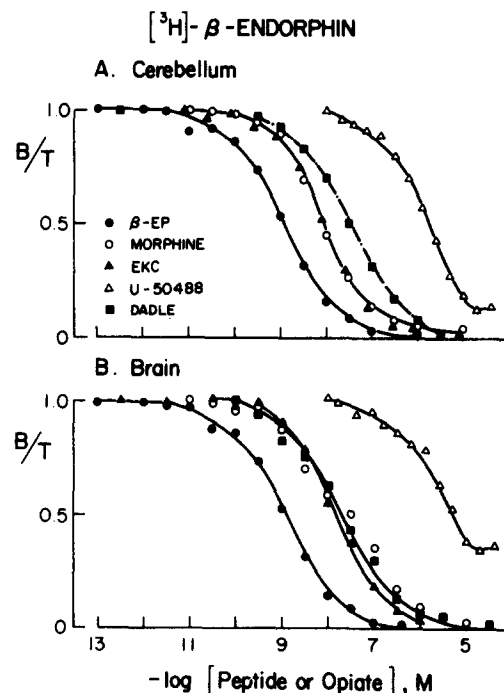 [³H]-β-ENDORPHIN
A. Cerebellum
1.0
B/T
0.5
0
β-EP
MORPHINE
EKC
U-50488
DADLE
B. Brain
1.0
B/T
0.5
0
13 11 9 7 5
-log [Peptide or Opiate], M